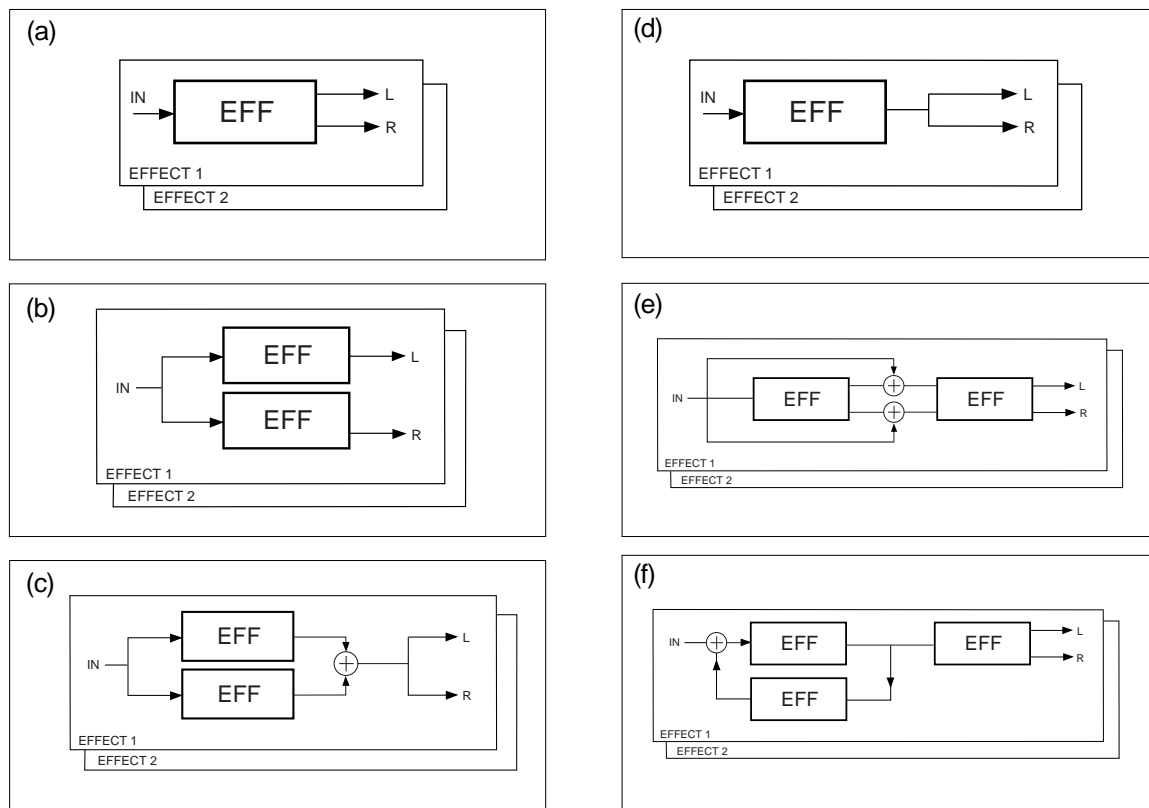 (a)
IN
EFF
L
R
EFFECT 1
EFFECT 2
(b)
IN
EFF
EFF
L
R
EFFECT 1
EFFECT 2
(c)
IN
EFF
EFF
L
R
EFFECT 1
EFFECT 2
(d)
IN
EFF
L
R
EFFECT 1
EFFECT 2
(e)
IN
EFF
EFF
L
R
EFFECT 1
EFFECT 2
(f)
IN
EFF
EFF
EFF
L
R
EFFECT 1
EFFECT 2